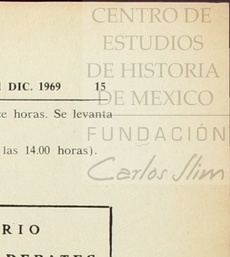 CENTRO DE
ESTUDIOS
DE HISTORIA
DE MEXICO
FUNDACIÓN
Carlos Slim
DIC. 1969 15
horas. Se levanta
las 14.00 horas).
RIO
DEBATES